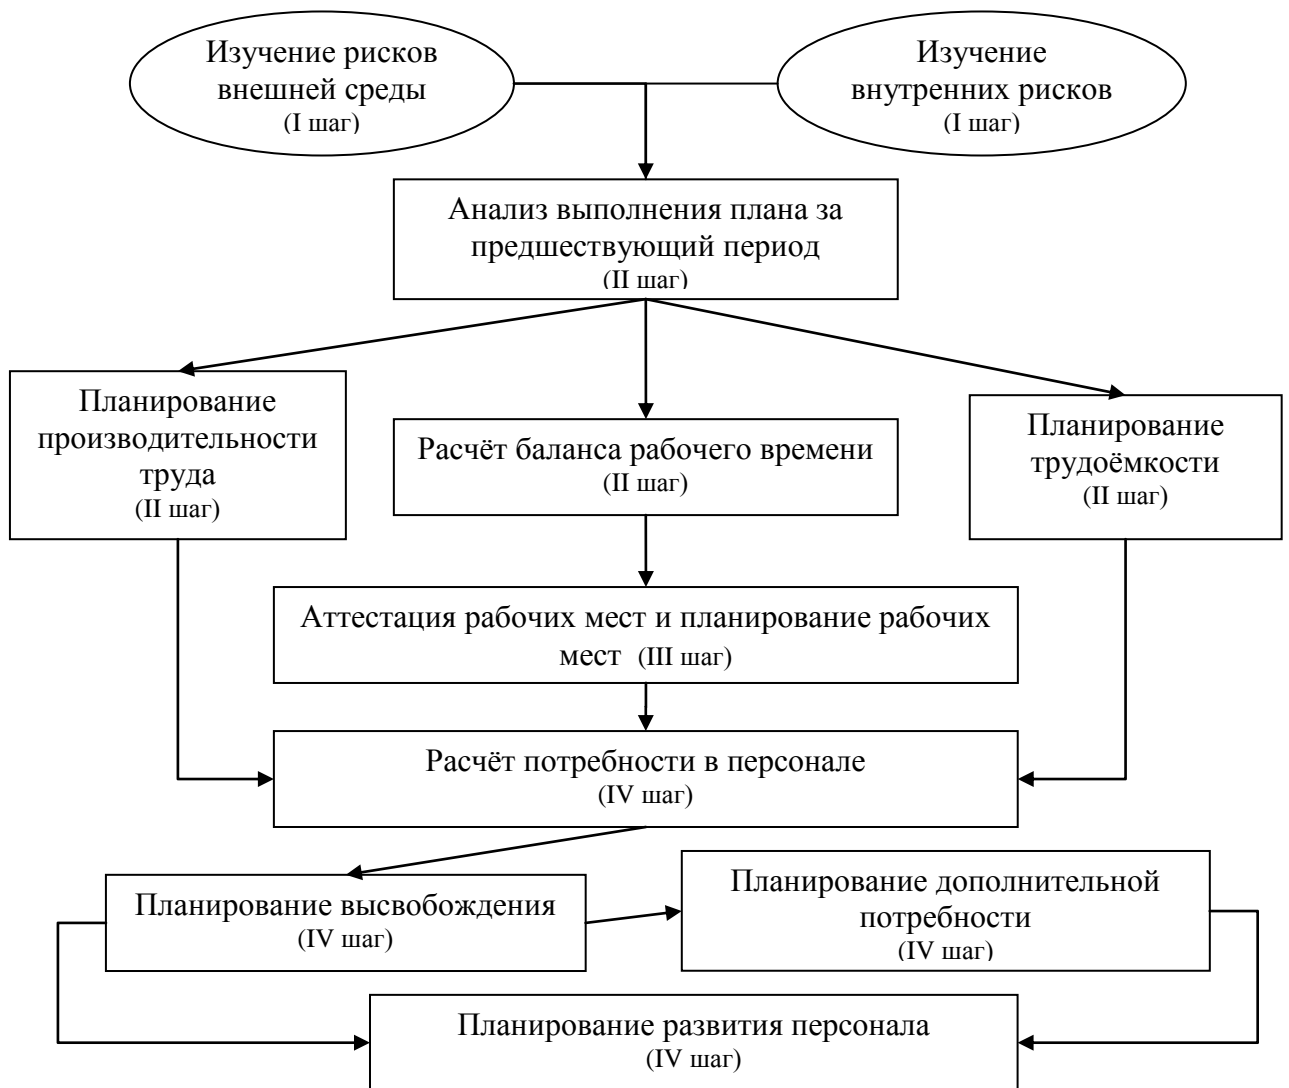 Изучение рисков
внешней среды
(I шаг)
Изучение
внутренних рисков
(I шаг)
Анализ выполнения плана за
предшествующий период
(II шаг)
Планирование
производительности
труда
(II шаг)
Расчёт баланса рабочего времени
(II шаг)
Планирование
трудоёмкости
(II шаг)
Аттестация рабочих мест и планирование рабочих
мест (III шаг)
Расчёт потребности в персонале
(IV шаг)
Планирование высвобождения
(IV шаг)
Планирование дополнительной
потребности
(IV шаг)
Планирование развития персонала
(IV шаг)